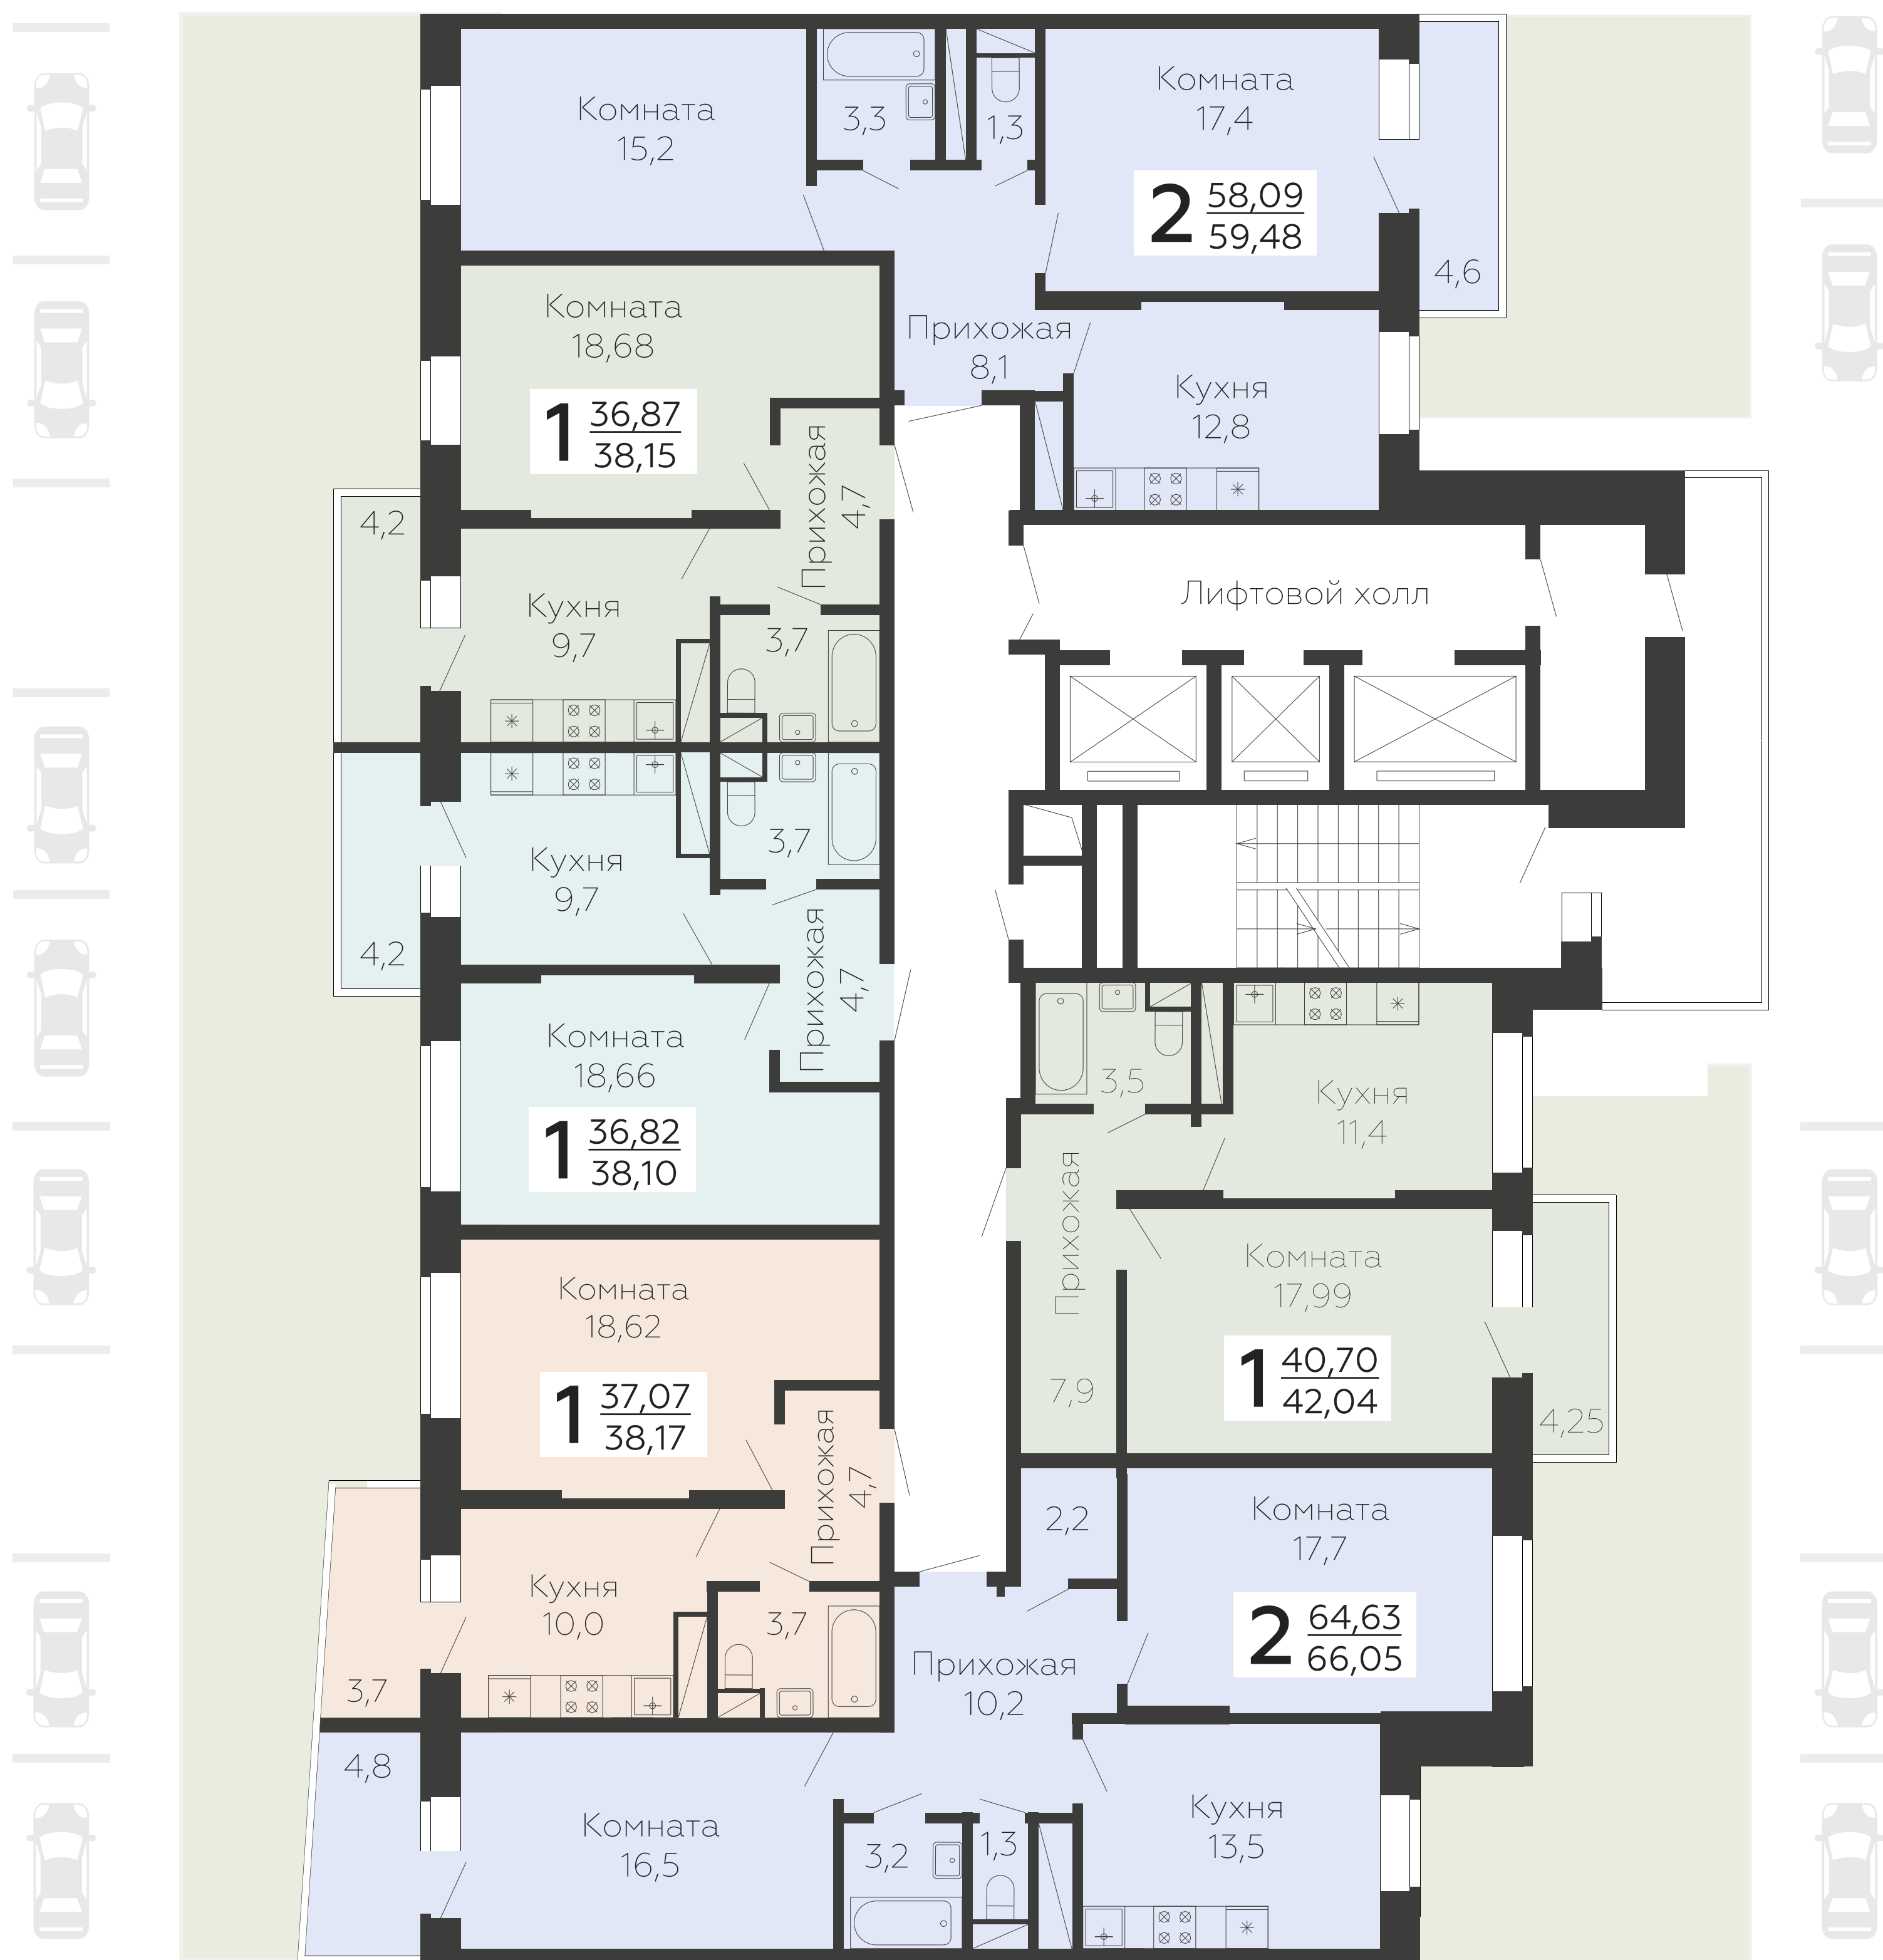 Комната
15,2
3,3
1,3
Комната
17,4
2 58,09
59,48
4,6
Прихожая
8,1
Кухня
12,8
Комната
18,68
1 36,87
38,15
Прихожая
4,7
4,2
Кухня
9,7
3,7
Лифтовой холл
Кухня
9,7
3,7
4,2
Прихожая
4,7
Комната
18,66
1 36,82
38,10
3,5
Кухня
11,4
Прихожая
7,9
Комната
17,99
1 40,70
42,04
4,25
Комната
18,62
1 37,07
38,17
Прихожая
4,7
Кухня
10,0
3,7
3,7
2,2
Комната
17,7
2 64,63
66,05
Прихожая
10,2
4,8
Комната
16,5
3,2
1,3
Кухня
13,5